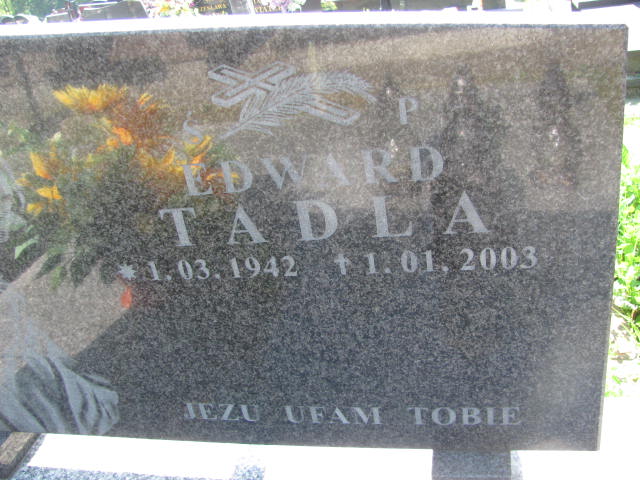 Ś P
EDWARD
TADLA
* 1.03.1942 † 1.01.2003
JEZU UFAM TOBIE